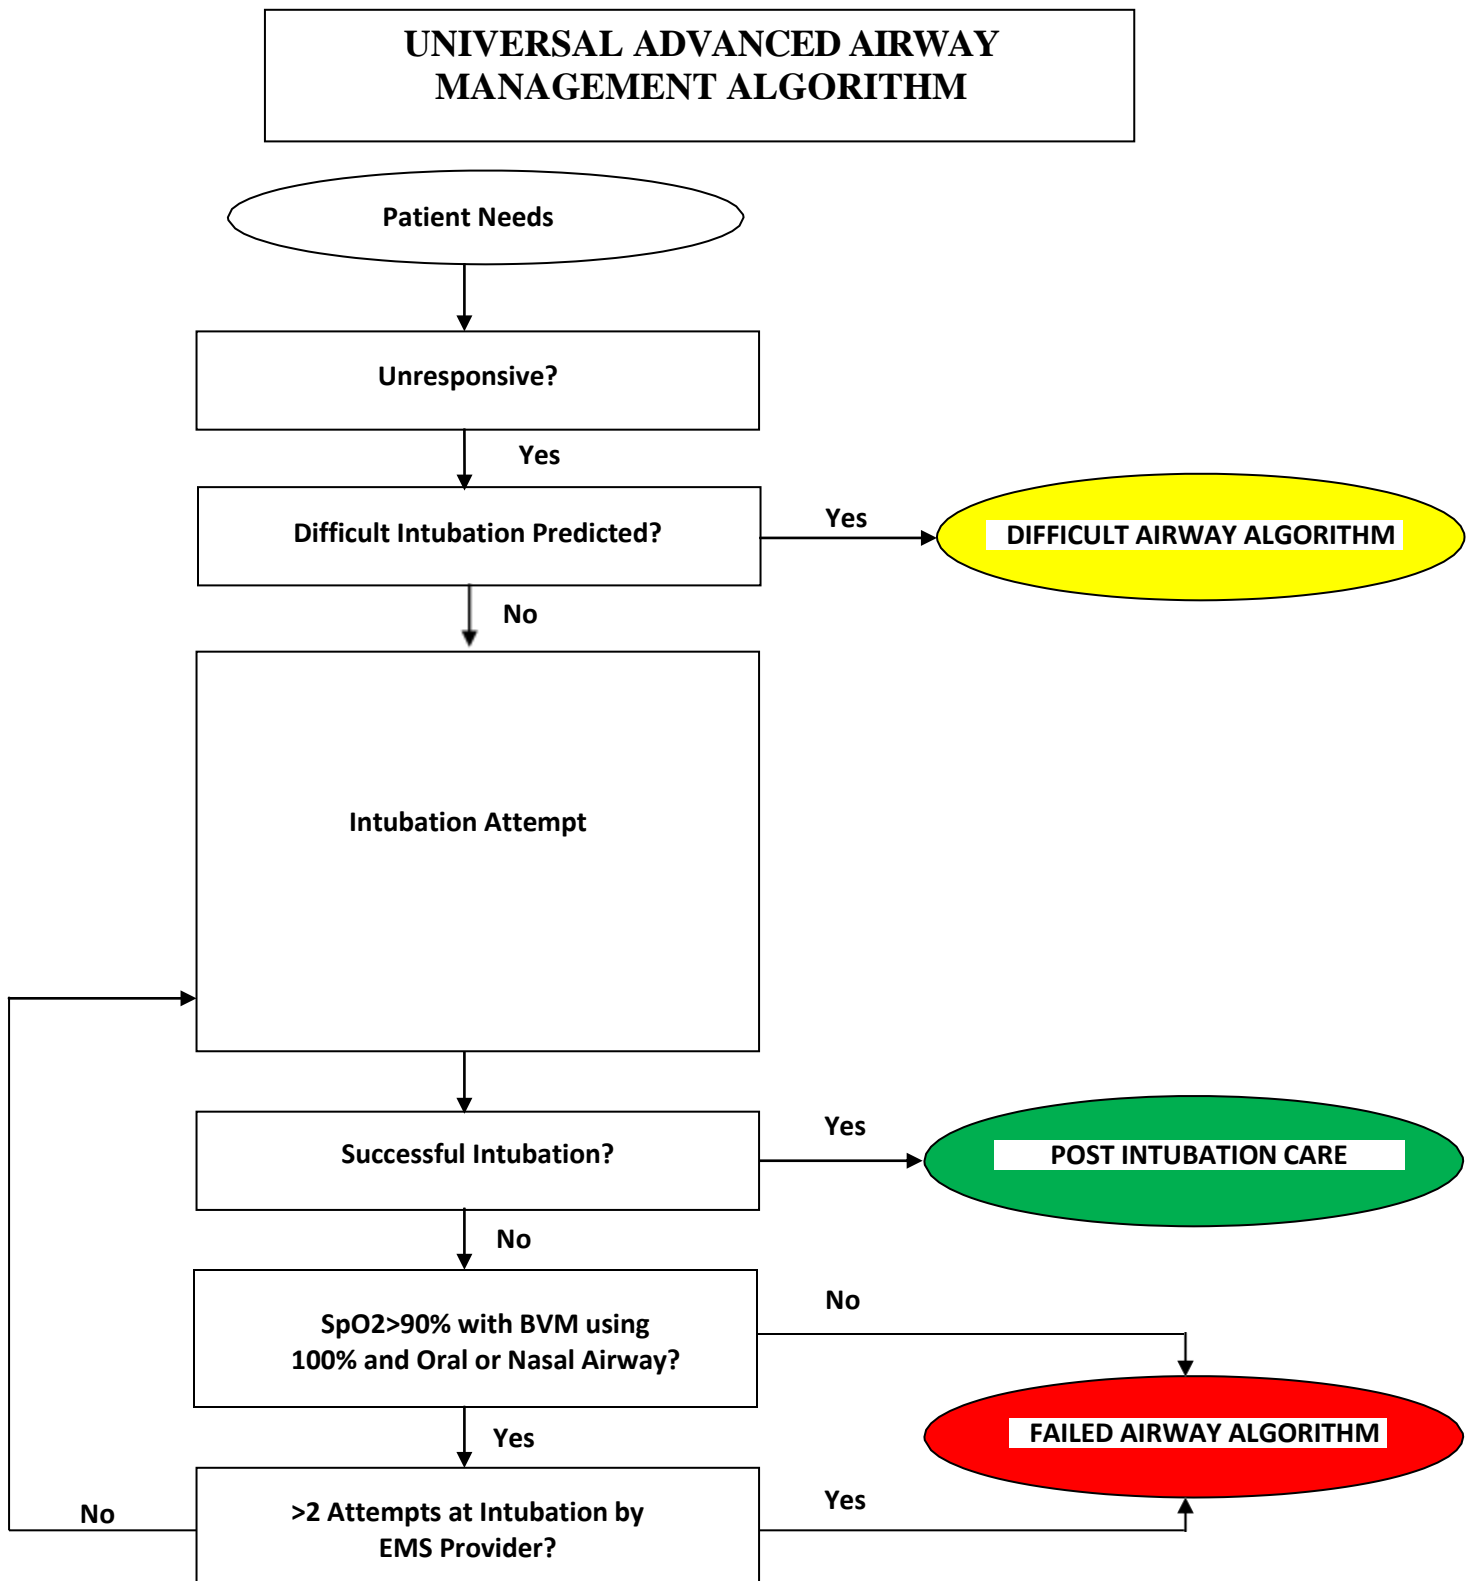 UNIVERSAL ADVANCED AIRWAY
MANAGEMENT ALGORITHM
Patient Needs
Unresponsive?
Yes
Difficult Intubation Predicted?
Yes
DIFFICULT AIRWAY ALGORITHM
No
Intubation Attempt
Successful Intubation?
Yes
POST INTUBATION CARE
No
SpO2>90% with BVM using
100% and Oral or Nasal Airway?
No
FAILED AIRWAY ALGORITHM
Yes
No
>2 Attempts at Intubation by
EMS Provider?
Yes